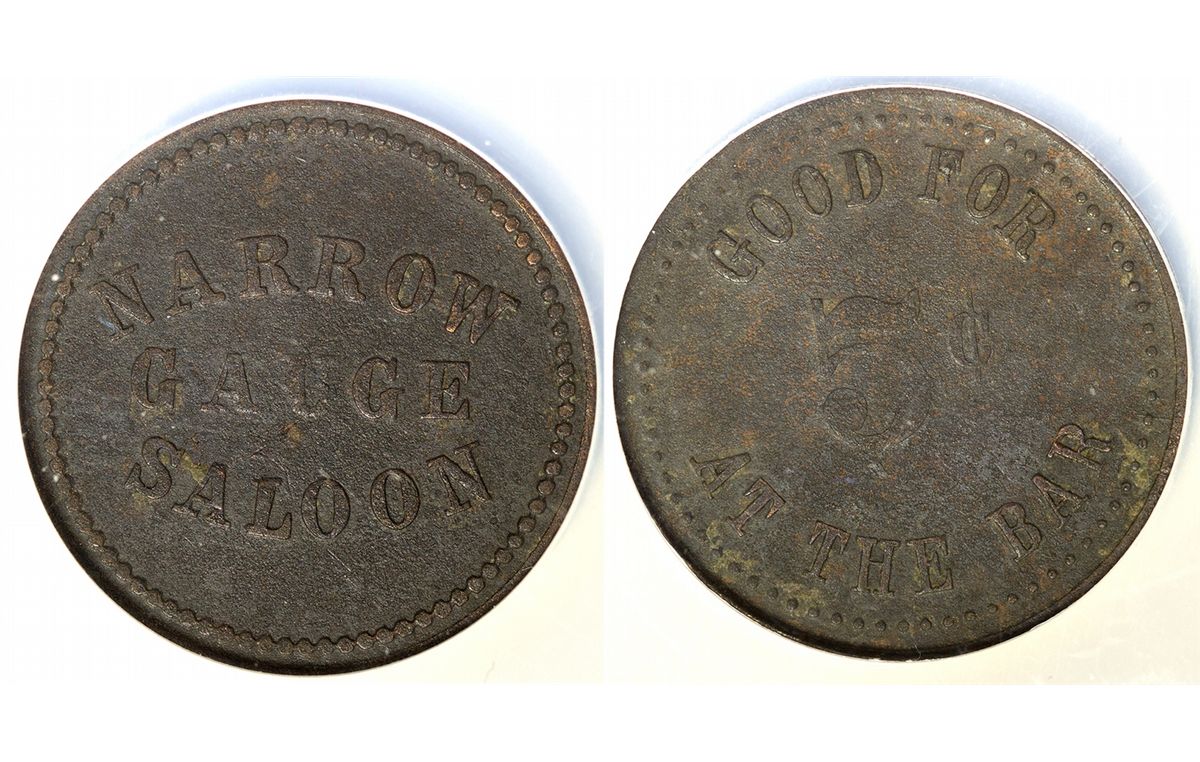 NARROW
GAUGE
SALOON
GOOD FOR
5¢
AT THE BAR